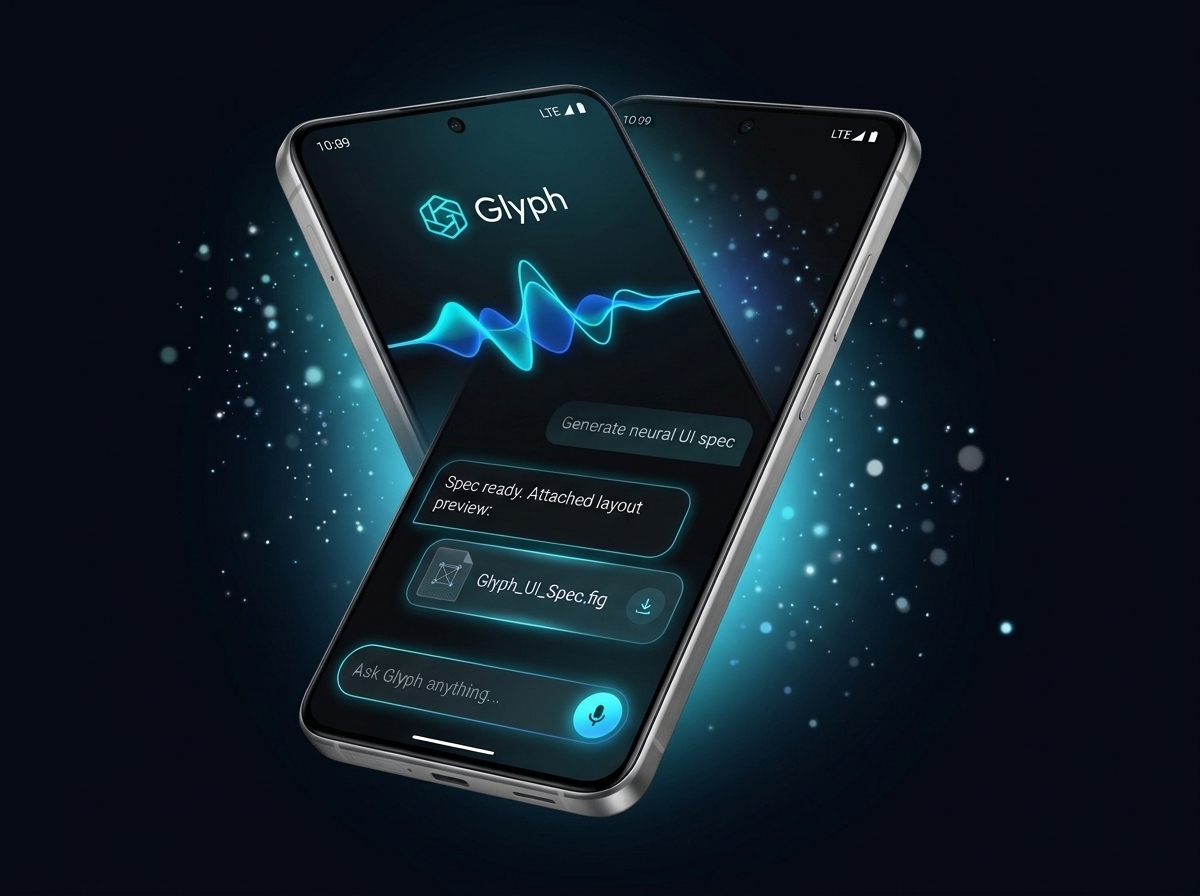 10:09
LTE
10:09
LTE
Glyph
Generate neural UI spec
Spec ready. Attached layout
preview:
Glyph_UI_Spec.fig
Ask Glyph anything...